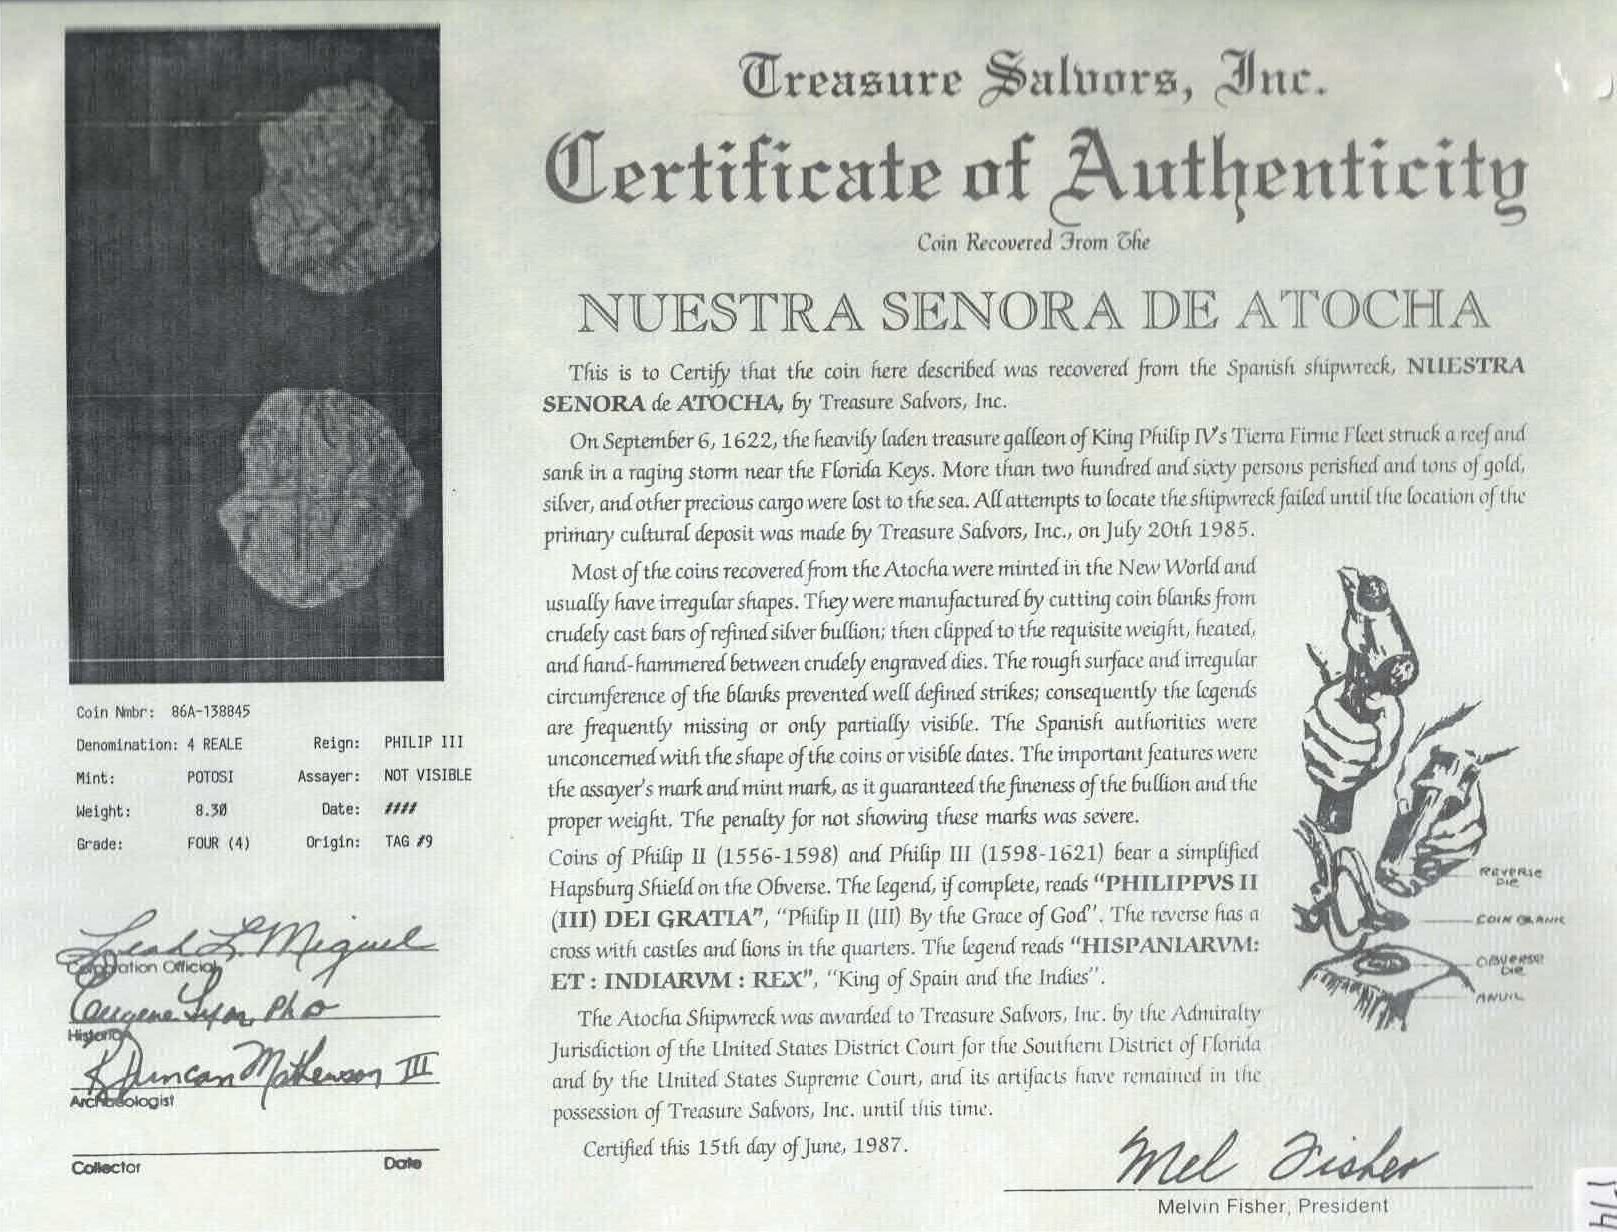 Treasure Salvors, Inc.
Certificate of Authenticity
Coin Recovered From The
NUESTRA SENORA DE ATOCHA
This is to Certify that the coin here described was recovered from the Spanish shipwreck, NUESTRA
SENORA de ATOCHA, by Treasure Salvors, Inc.
On September 6, 1622, the heavily laden treasure galleon of King Philip IV's Tierra Firme Fleet struck a reef and
sank in a raging storm near the Florida Keys. More than two hundred and sixty persons perished and tons of gold,
silver, and other precious cargo were lost to the sea. All attempts to locate the shipwreck failed until the location of the
primary cultural deposit was made by Treasure Salvors, Inc., on July 20th 1985.
Most of the coins recovered from the Atocha were minted in the New World and
usually have irregular shapes. They were manufactured by cutting coin blanks from
crudely cast bars of refined silver bullion; then clipped to the requisite weight, heated,
and hand-hammered between crudely engraved dies. The rough surface and irregular
circumference of the blanks prevented well defined strikes; consequently the legends
are frequently missing or only partially visible. The Spanish authorities were
unconcerned with the shape of the coins or visible dates. The important features were
the assayer's mark and mint mark, as it guaranteed the fineness of the bullion and the
proper weight. The penalty for not showing these marks was severe.
Coins of Philip II (1556-1598) and Philip III (1598-1621) bear a simplified
Hapsburg Shield on the Obverse. The legend, if complete, reads "PHILIPPVS II
(III) DEI GRATIA", "Philip II (III) By the Grace of God". The reverse has a
cross with castles and lions in the quarters. The legend reads "HISPANIARVM:
ET : INDIARVM : REX", "King of Spain and the Indies".
The Atocha Shipwreck was awarded to Treasure Salvors, Inc. by the Admiralty
Jurisdiction of the United States District Court for the Southern District of Florida
and by the United States Supreme Court, and its artifacts have remained in the
possession of Treasure Salvors, Inc. until this time.
Certified this 15th day of June, 1987.
Mel Fisher
Melvin Fisher, President
REVERSE
DIE
COIN BLANK
OBVERSE
DIE
ANVIL
Coin Nmbr: 86A-138845
Denomination: 4 REALE Reign: PHILIP III
Mint: POTOSI Assayer: NOT VISIBLE
Weight: 8.30 Date: ####
Grade: FOUR (4) Origin: TAG #9
Leah L. Miguel
Corporation Official
Eugene Lyon, PhD
Historian
R Duncan Mathewson III
Archaeologist
Collector Date
174